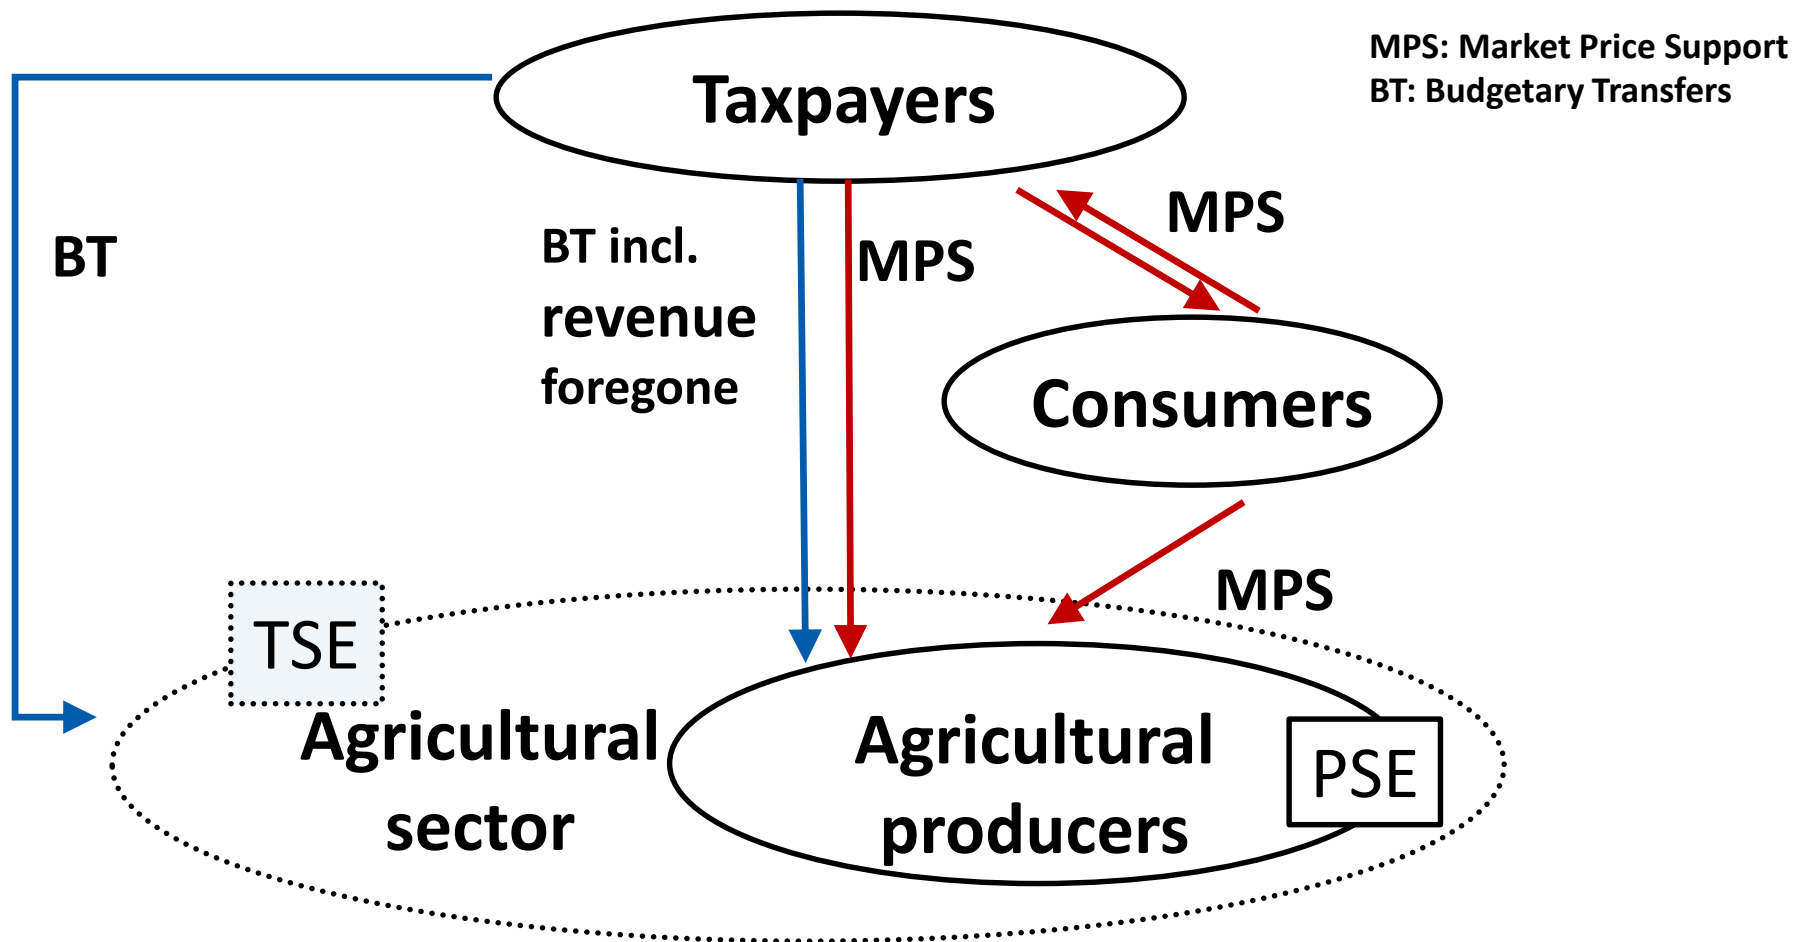 Taxpayers
MPS: Market Price Support
BT: Budgetary Transfers
BT
BT incl.
revenue
foregone
MPS
MPS
Consumers
MPS
TSE
Agricultural
sector
Agricultural
producers
PSE